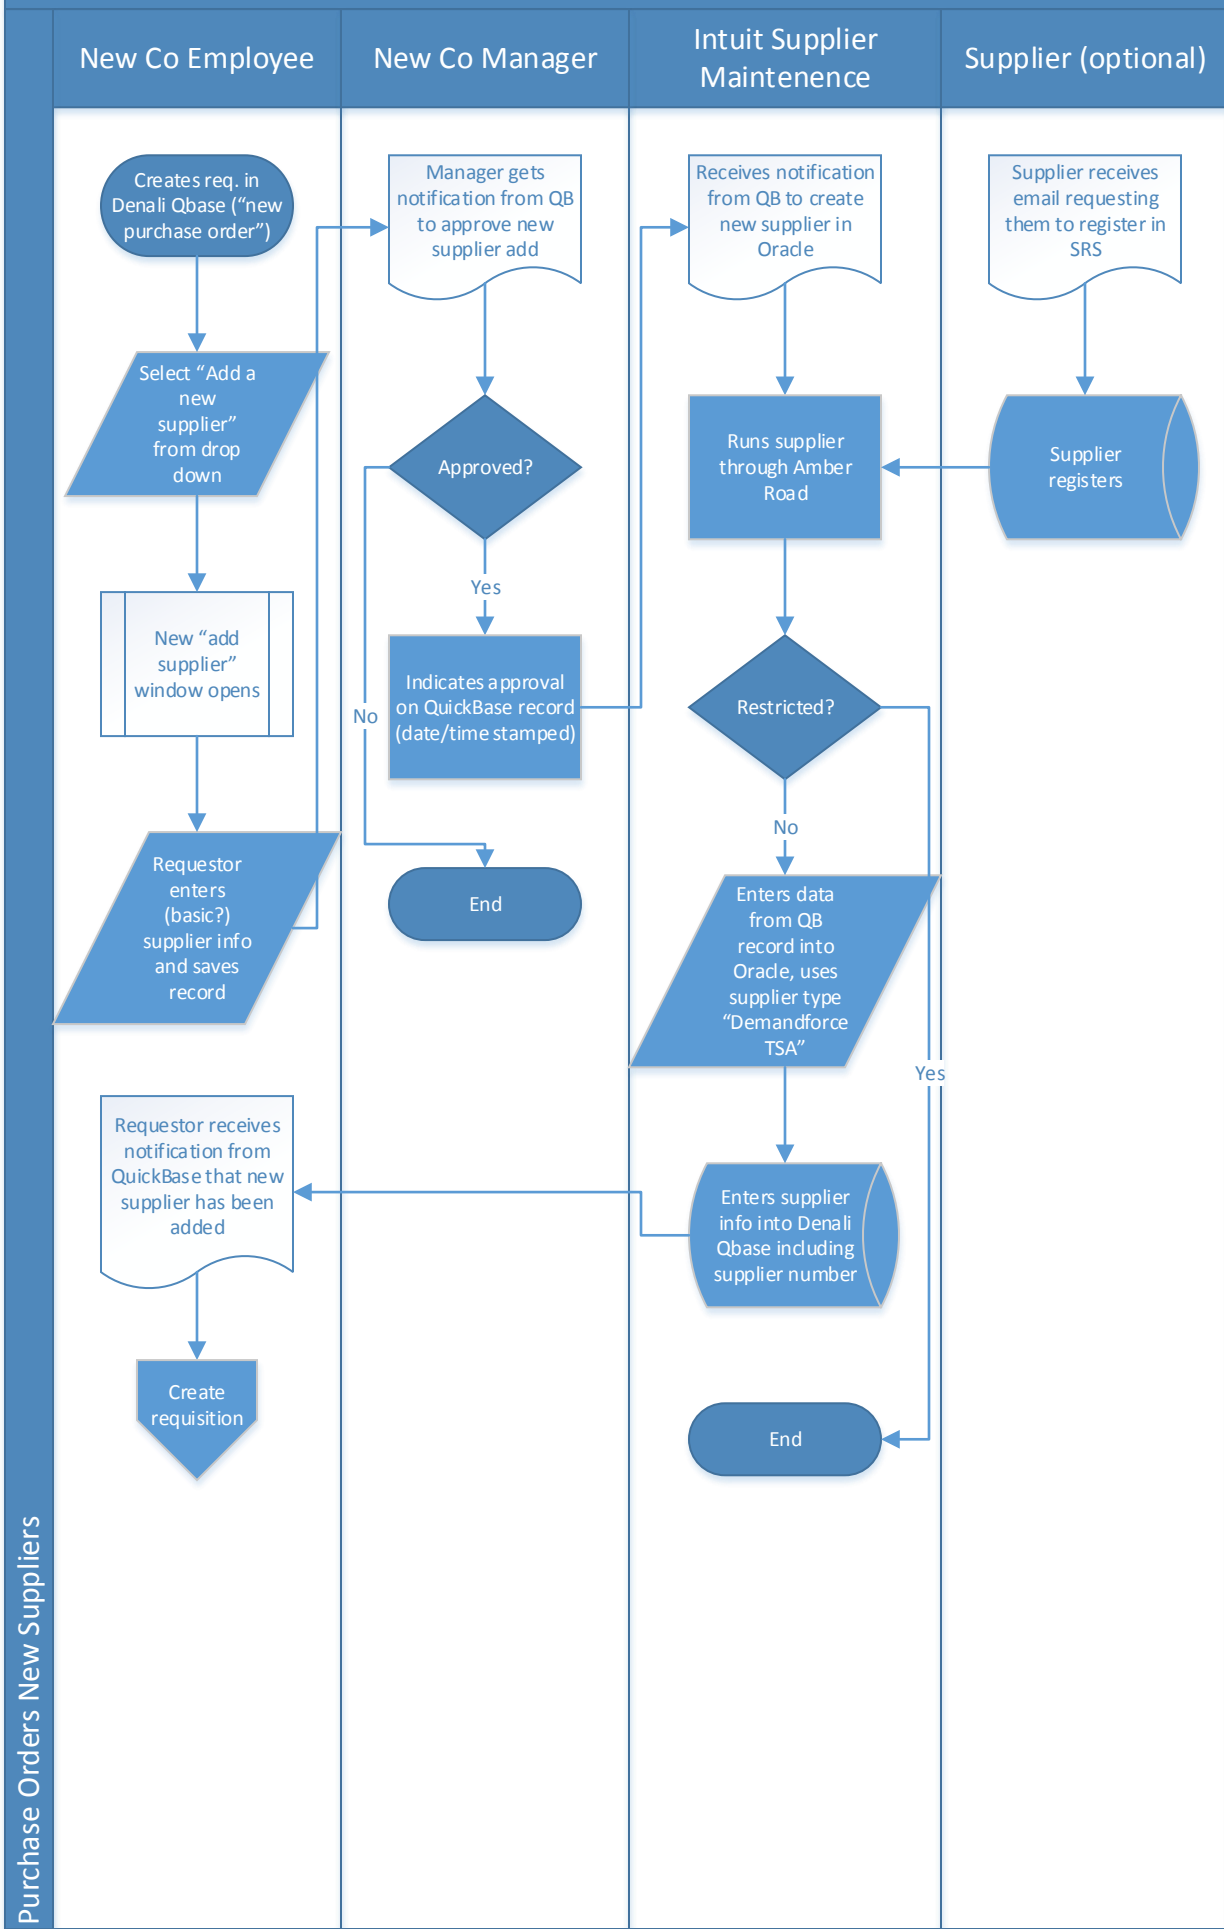 New Co Employee
New Co Manager
Intuit Supplier
Maintenence
Supplier (optional)
Creates req. in
Denali Qbase (“new
purchase order”)
Select “Add a
new
supplier”
from drop
down
New “add
supplier”
window opens
Requestor
enters
(basic?)
supplier info
and saves
record
Requestor receives
notification from
QuickBase that new
supplier has been
added
Create
requisition
Manager gets
notification from QB
to approve new
supplier add
Approved?
Yes
No
Indicates approval
on QuickBase record
(date/time stamped)
End
Receives notification
from QB to create
new supplier in
Oracle
Runs supplier
through Amber
Road
Restricted?
No
Yes
Enters data
from QB
record into
Oracle, uses
supplier type
“Demandforce
TSA”
Enters supplier
info into Denali
Qbase including
supplier number
End
Supplier receives
email requesting
them to register in
SRS
Supplier
registers
Purchase Orders New Suppliers